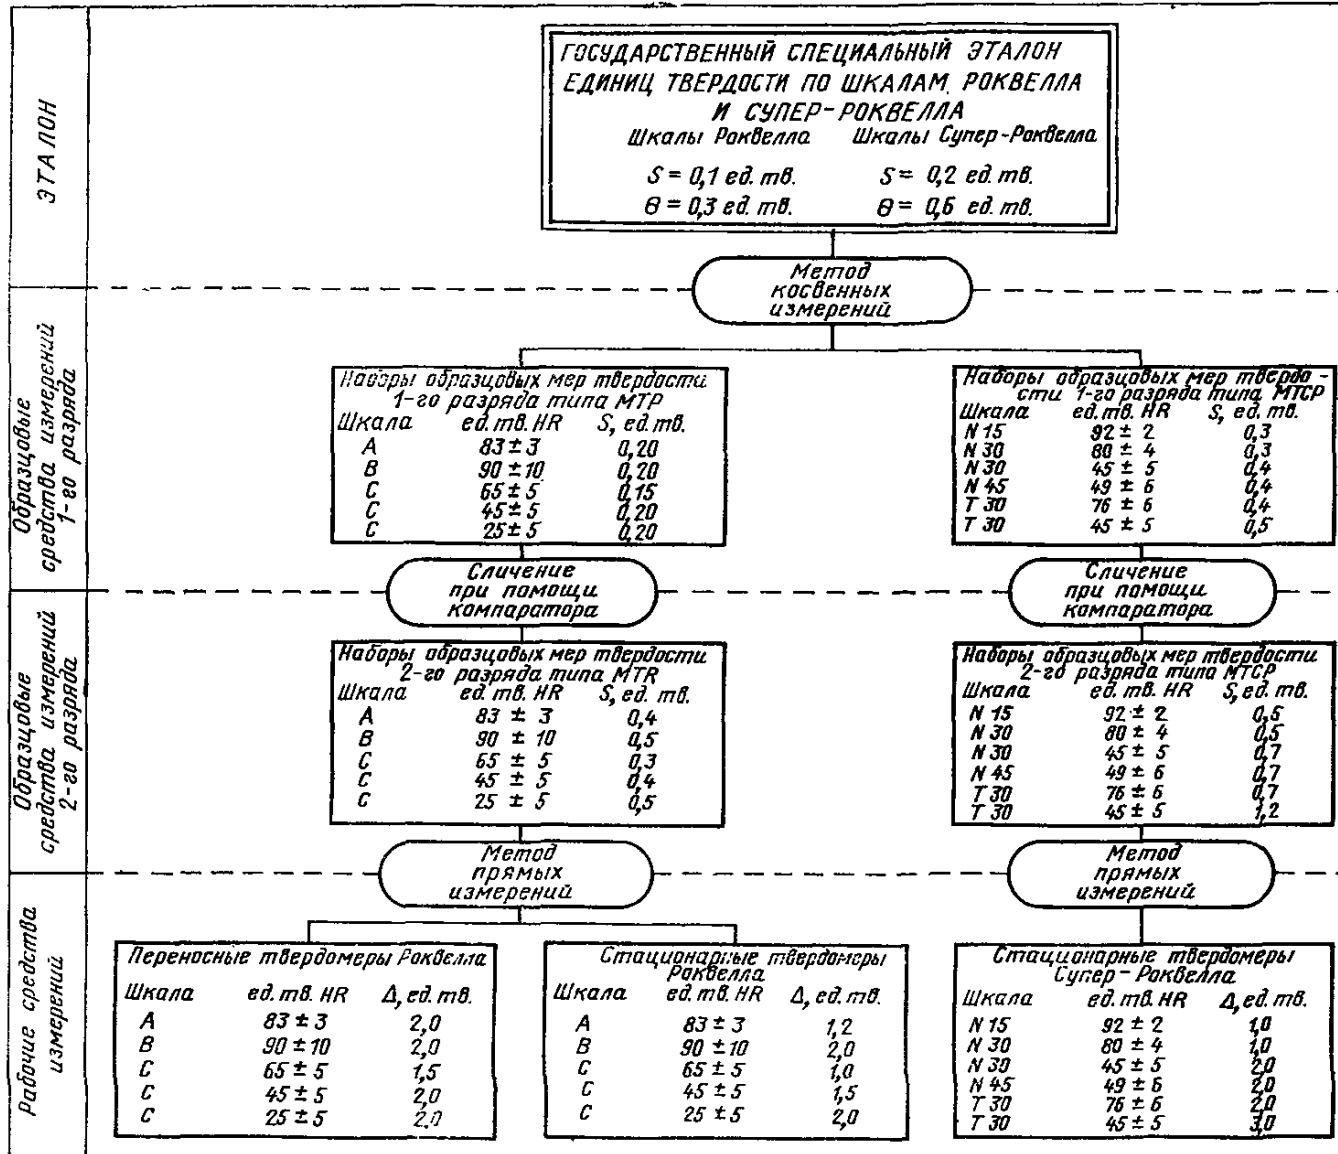 ЭТАЛОН
ГОСУДАРСТВЕННЫЙ СПЕЦИАЛЬНЫЙ ЭТАЛОН
ЕДИНИЦ ТВЕРДОСТИ ПО ШКАЛАМ РОКВЕЛЛА
И СУПЕР-РОКВЕЛЛА
Шкалы Роквелла Шкалы Супер-Роквелла
S = 0,1 ед. тв. S = 0,2 ед. тв.
Θ = 0,3 ед. тв. Θ = 0,6 ед. тв.
Метод
косвенных
измерений
Образцовые
средства измерений
1-го разряда
Наборы образцовых мер твердости
1-го разряда типа МТР
Шкала ед. тв. HR S, ед. тв.
A 83 ± 3 0,20
B 90 ± 10 0,20
C 65 ± 5 0,15
C 45 ± 5 0,20
C 25 ± 5 0,20
Наборы образцовых мер твердо-
сти 1-го разряда типа МТСР
Шкала ед. тв. HR S, ед. тв.
N 15 92 ± 2 0,3
N 30 80 ± 4 0,3
N 30 45 ± 5 0,4
N 45 49 ± 6 0,4
T 30 76 ± 6 0,4
T 30 45 ± 5 0,5
Сличение
при помощи
компаратора
Сличение
при помощи
компаратора
Образцовые
средства измерений
2-го разряда
Наборы образцовых мер твердости
2-го разряда типа MTR
Шкала ед. тв. HR S, ед. тв.
A 83 ± 3 0,4
B 90 ± 10 0,5
C 65 ± 5 0,3
C 45 ± 5 0,4
C 25 ± 5 0,5
Наборы образцовых мер твердости
2-го разряда типа МТСР
Шкала ед. тв. HR S, ед. тв.
N 15 92 ± 2 0,5
N 30 80 ± 4 0,5
N 30 45 ± 5 0,7
N 45 49 ± 6 0,7
T 30 76 ± 6 0,7
T 30 45 ± 5 1,2
Метод
прямых
измерений
Метод
прямых
измерений
Рабочие средства
измерений
Переносные твердомеры Роквелла
Шкала ед. тв. HR Δ, ед. тв.
A 83 ± 3 2,0
B 90 ± 10 2,0
C 65 ± 5 1,5
C 45 ± 5 2,0
C 25 ± 5 2,0
Стационарные твердомеры
Роквелла
Шкала ед. тв. HR Δ, ед. тв.
A 83 ± 3 1,2
B 90 ± 10 2,0
C 65 ± 5 1,0
C 45 ± 5 1,5
C 25 ± 5 2,0
Стационарные твердомеры
Супер-Роквелла
Шкала ед. тв. HR Δ, ед. тв.
N 15 92 ± 2 1,0
N 30 80 ± 4 1,0
N 30 45 ± 5 2,0
N 45 49 ± 6 2,0
T 30 76 ± 6 2,0
T 30 45 ± 5 3,0